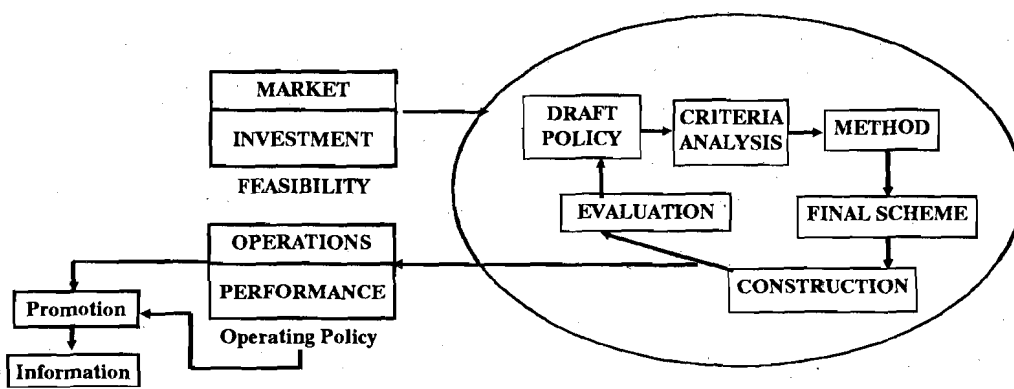 MARKET
INVESTMENT
FEASIBILITY
DRAFT
POLICY
CRITERIA
ANALYSIS
METHOD
EVALUATION
FINAL SCHEME
CONSTRUCTION
OPERATIONS
PERFORMANCE
Operating Policy
Promotion
Information